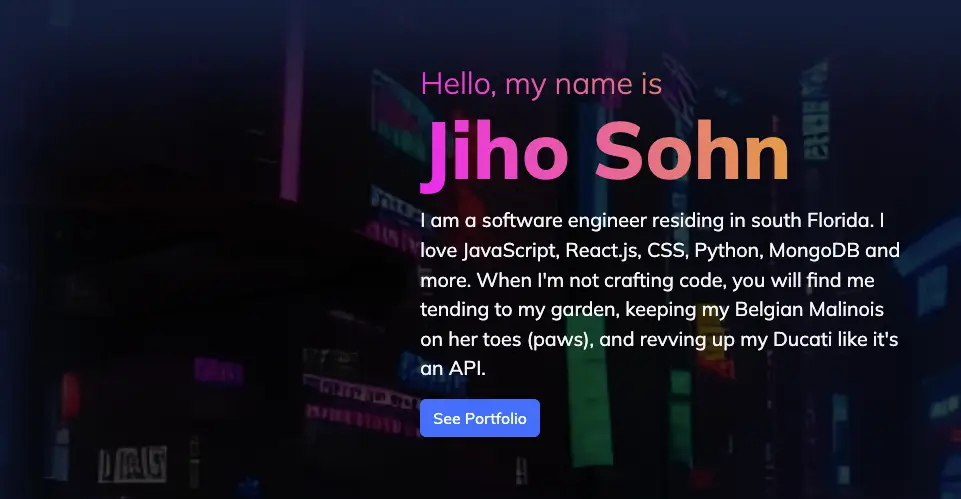 Hello, my name is
Jiho Sohn
I am a software engineer residing in south Florida. I
love JavaScript, React.js, CSS, Python, MongoDB and
more. When I'm not crafting code, you will find me
tending to my garden, keeping my Belgian Malinois
on her toes (paws), and revving up my Ducati like it's
an API.
See Portfolio